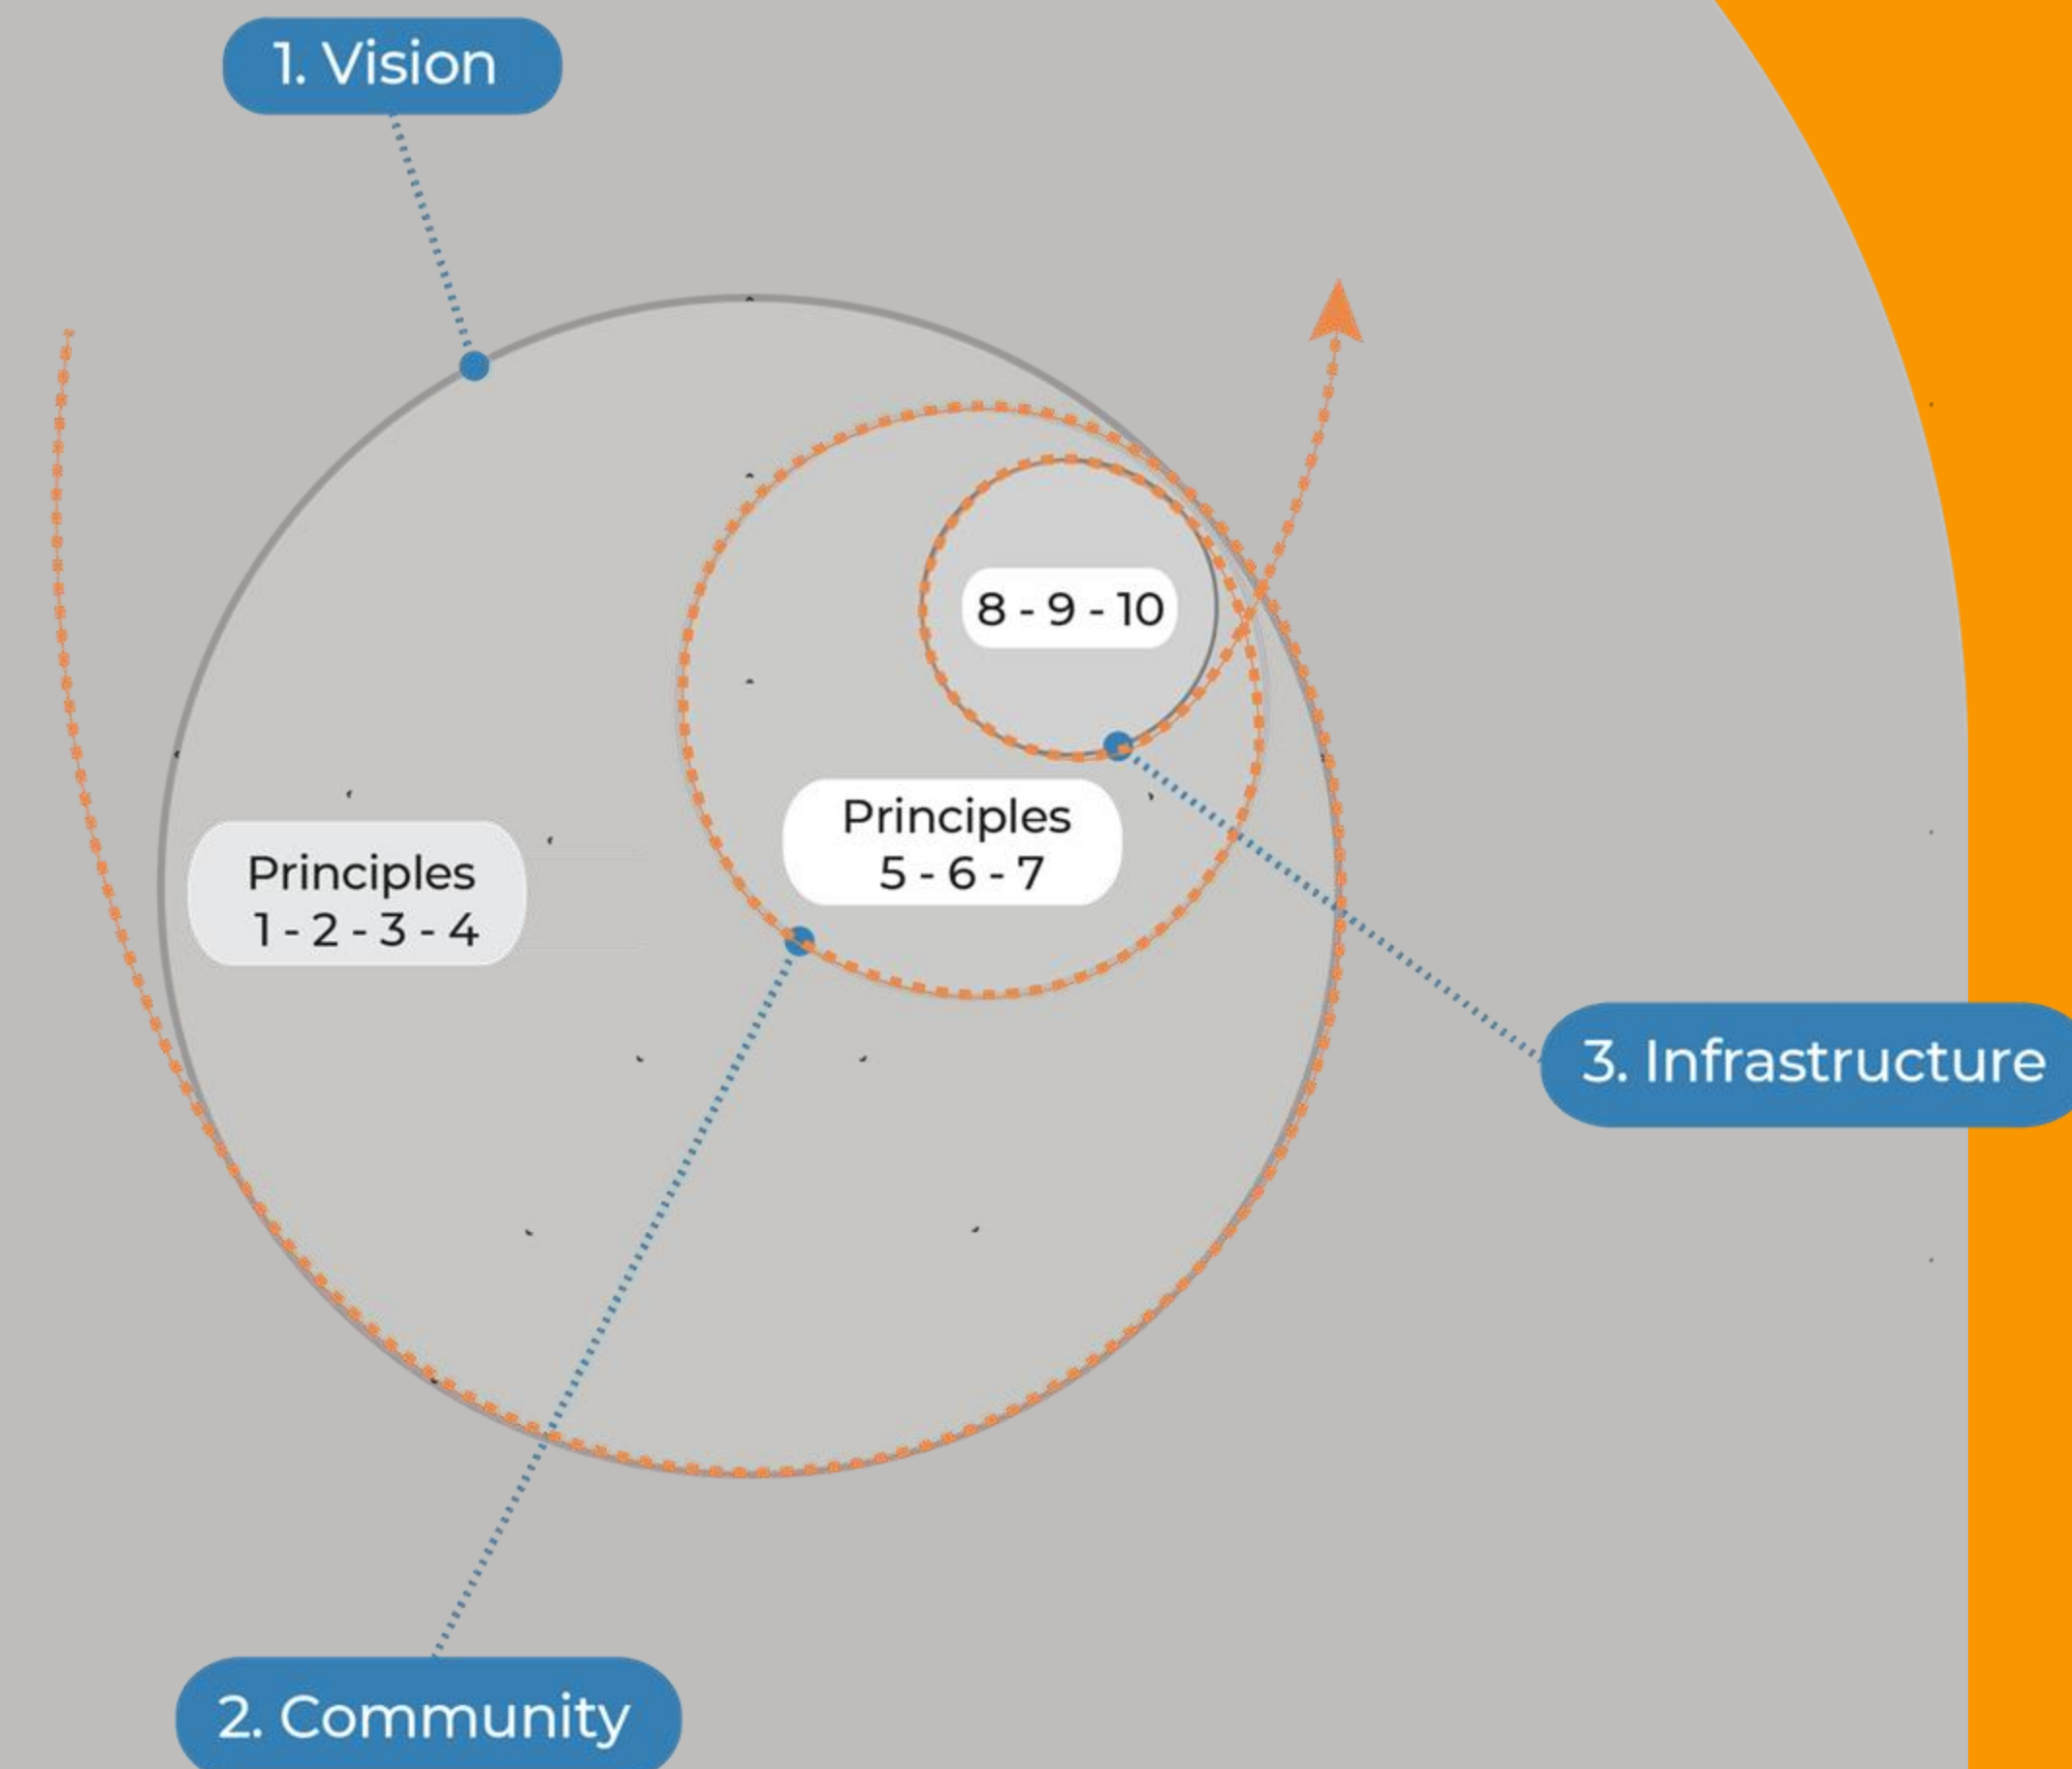 1. Vision
8 - 9 - 10
Principles
5 - 6 - 7
Principles
1 - 2 - 3 - 4
3. Infrastructure
2. Community